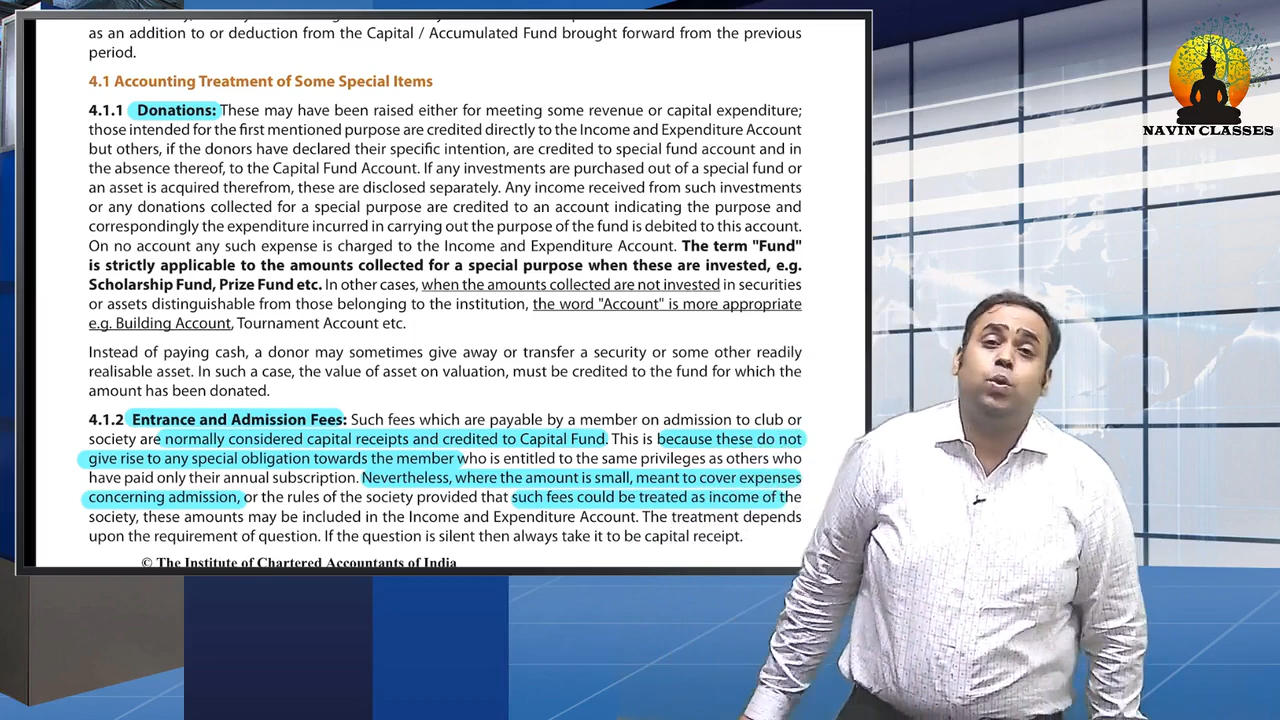 as an addition to or deduction from the Capital / Accumulated Fund brought forward from the previous
period.
4.1 Accounting Treatment of Some Special Items
4.1.1 Donations: These may have been raised either for meeting some revenue or capital expenditure;
those intended for the first mentioned purpose are credited directly to the Income and Expenditure Account
but others, if the donors have declared their specific intention, are credited to special fund account and in
the absence thereof, to the Capital Fund Account. If any investments are purchased out of a special fund or
an asset is acquired therefrom, these are disclosed separately. Any income received from such investments
or any donations collected for a special purpose are credited to an account indicating the purpose and
correspondingly the expenditure incurred in carrying out the purpose of the fund is debited to this account.
On no account any such expense is charged to the Income and Expenditure Account. The term "Fund"
is strictly applicable to the amounts collected for a special purpose when these are invested, e.g.
Scholarship Fund, Prize Fund etc. In other cases, when the amounts collected are not invested in securities
or assets distinguishable from those belonging to the institution, the word "Account" is more appropriate
e.g. Building Account, Tournament Account etc.
Instead of paying cash, a donor may sometimes give away or transfer a security or some other readily
realisable asset. In such a case, the value of asset on valuation, must be credited to the fund for which the
amount has been donated.
4.1.2 Entrance and Admission Fees: Such fees which are payable by a member on admission to club or
society are normally considered capital receipts and credited to Capital Fund. This is because these do not
give rise to any special obligation towards the member who is entitled to the same privileges as others who
have paid only their annual subscription. Nevertheless, where the amount is small, meant to cover expenses
concerning admission, or the rules of the society provided that such fees could be treated as income of the
society, these amounts may be included in the Income and Expenditure Account. The treatment depends
upon the requirement of question. If the question is silent then always take it to be capital receipt.
© The Institute of Chartered Accountants of India
NAVIN CLASSES